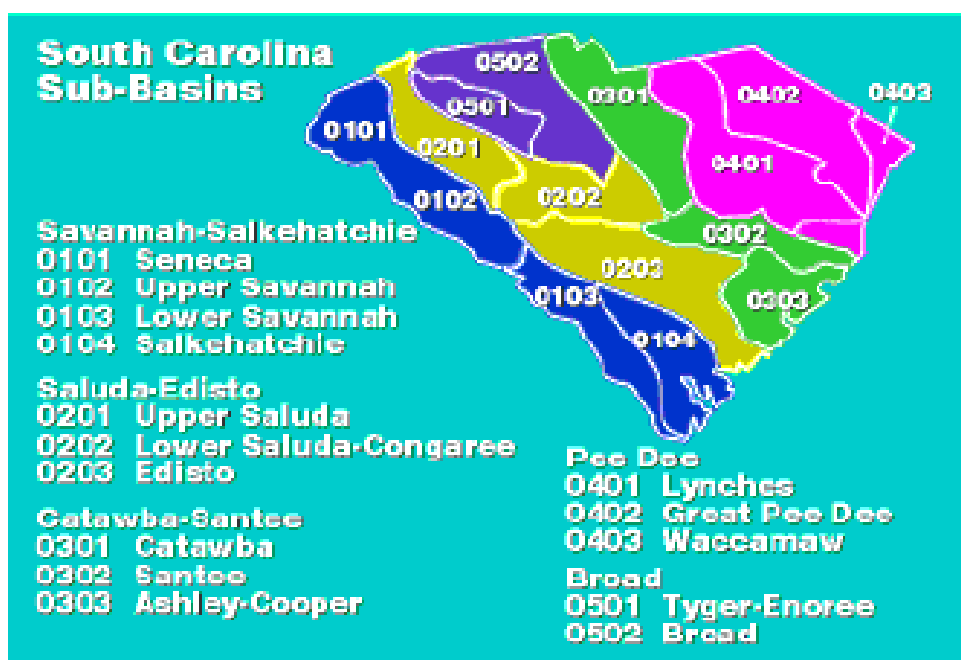 South Carolina
Sub-Basins
0502
0501
0301
0402
0403
0101
0201
0401
0102
0202
0302
0203
0103
0303
0104
Savannah-Salkehatchie
0101 Seneca
0102 Upper Savannah
0103 Lower Savannah
0104 Salkehatchie
Saluda-Edisto
0201 Upper Saluda
0202 Lower Saluda-Congaree
0203 Edisto
Catawba-Santee
0301 Catawba
0302 Santee
0303 Ashley-Cooper
Pee Dee
0401 Lynches
0402 Great Pee Dee
0403 Waccamaw
Broad
0501 Tyger-Enoree
0502 Broad